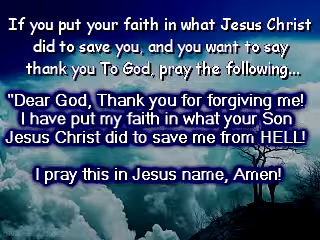 If you put your faith in what Jesus Christ
did to save you, and you want to say
thank you To God, pray the following...
"Dear God, Thank you for forgiving me!
I have put my faith in what your Son
Jesus Christ did to save me from HELL!
I pray this in Jesus name, Amen!